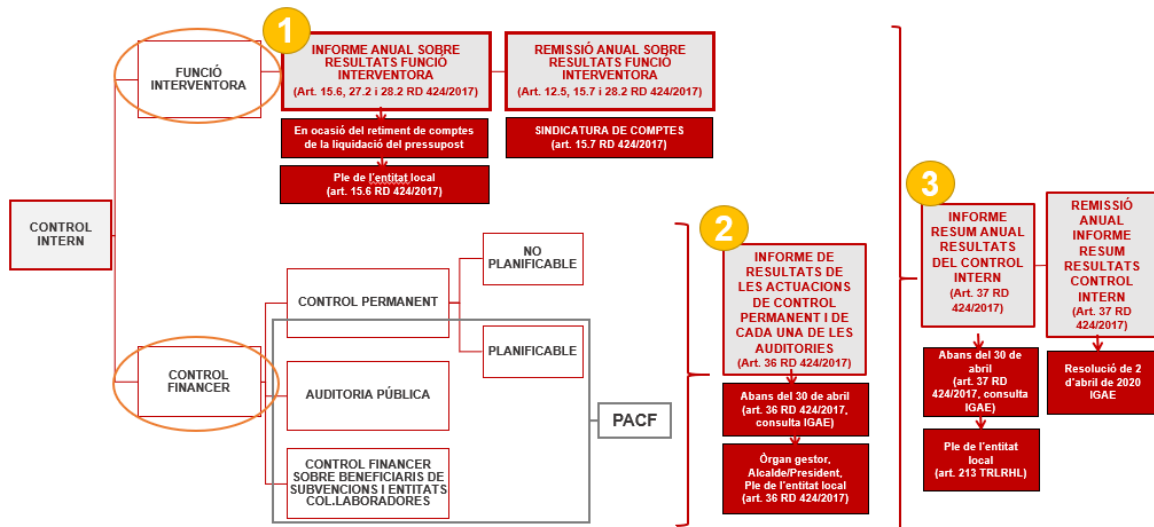 1
FUNCIÓ
INTERVENTORA
INFORME ANUAL SOBRE
RESULTATS FUNCIÓ
INTERVENTORA
(Art. 15.6, 27.2 i 28.2 RD 424/2017)
REMISSIÓ ANUAL SOBRE
RESULTATS FUNCIÓ
INTERVENTORA
(Art. 12.5, 15.7 i 28.2 RD 424/2017)
En ocasió del retiment de comptes
de la liquidació del pressupost
SINDICATURA DE COMPTES
(art. 15.7 RD 424/2017)
Ple de l'entitat local
(art. 15.6 RD 424/2017)
CONTROL
INTERN
CONTROL
FINANCER
CONTROL PERMANENT
NO
PLANIFICABLE
PLANIFICABLE
AUDITORIA PÚBLICA
CONTROL FINANCER
SOBRE BENEFICIARIS DE
SUBVENCIONS I ENTITATS
COL.LABORADORES
PACF
2
INFORME DE
RESULTATS DE
LES ACTUACIONS
DE CONTROL
PERMANENT I DE
CADA UNA DE LES
AUDITORIES
(Art. 36 RD 424/2017)
Abans del 30 de abril
(art. 36 RD 424/2017,
consulta IGAE)
Òrgan gestor,
Alcalde/President,
Ple de l'entitat local
(art. 36 RD 424/2017)
3
INFORME
RESUM ANUAL
RESULTATS
DEL CONTROL
INTERN
(Art. 37 RD
424/2017)
REMISSIÓ
ANUAL
INFORME
RESUM
RESULTATS
CONTROL
INTERN
(Art. 37 RD
424/2017)
Abans del 30 de
abril
(art. 37 RD
424/2017, consulta
IGAE)
Resolució de 2
d'abril de 2020
IGAE
Ple de l'entitat
local
(art. 213 TRLRHL)